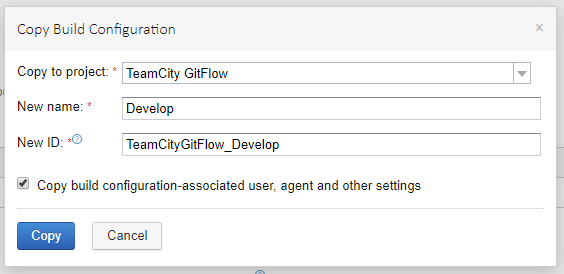 Copy Build Configuration ×
Copy to project: * TeamCity GitFlow
New name: * Develop
New ID: * ? TeamCityGitFlow_Develop
Copy build configuration-associated user, agent and other settings
Copy Cancel